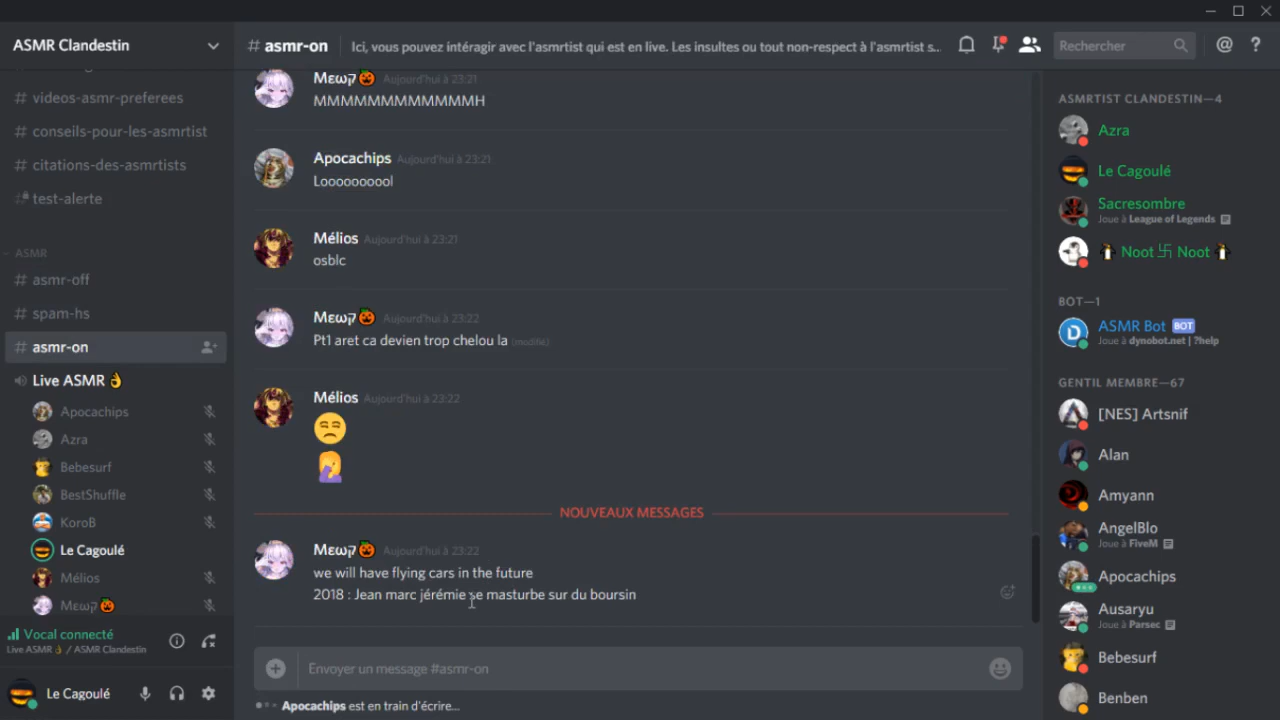 ASMR Clandestin
# videos-asmr-preferees
# conseils-pour-les-asmrtist
# citations-des-asmrtists
test-alerte
ASMR
# asmr-off
# spam-hs
# asmr-on
Live ASMR 👌
Apocachips
Azra
Bebesurf
BestShuffle
KoroB
Le Cagoulé
Mélios
Mεωק🎃
Vocal connecté
Live ASMR 👌 / ASMR Clandestin
Le Cagoulé
# asmr-on
Ici, vous pouvez intéragir avec l'asmrtist qui est en live. Les insultes ou tout non-respect à l'asmrtist s...
Rechercher
@ ?
Mεωק🎃 Aujourd'hui à 23:21
MMMMMMMMMMMMH
Apocachips Aujourd'hui à 23:21
Looooooool
Mélios Aujourd'hui à 23:21
osblc
Mεωק🎃 Aujourd'hui à 23:22
Pt1 aret ca devien trop chelou la (modifié)
Mélios Aujourd'hui à 23:22
NOUVEAUX MESSAGES
Mεωק🎃 Aujourd'hui à 23:22
we will have flying cars in the future
2018 : Jean marc jérémie se masturbe sur du boursin
Envoyer un message #asmr-on
Apocachips est en train d'écrire...
ASMRTIST CLANDESTIN—4
Azra
Le Cagoulé
Sacresombre
Joue à League of Legends
🐧 Noot 卐 Noot 🐧
BOT—1
ASMR Bot BOT
Joue à dynobot.net | ?help
GENTIL MEMBRE—67
[NES] Artsnif
Alan
Amyann
AngelBlo
Joue à FiveM
Apocachips
Ausaryu
Joue à Parsec
Bebesurf
Benben